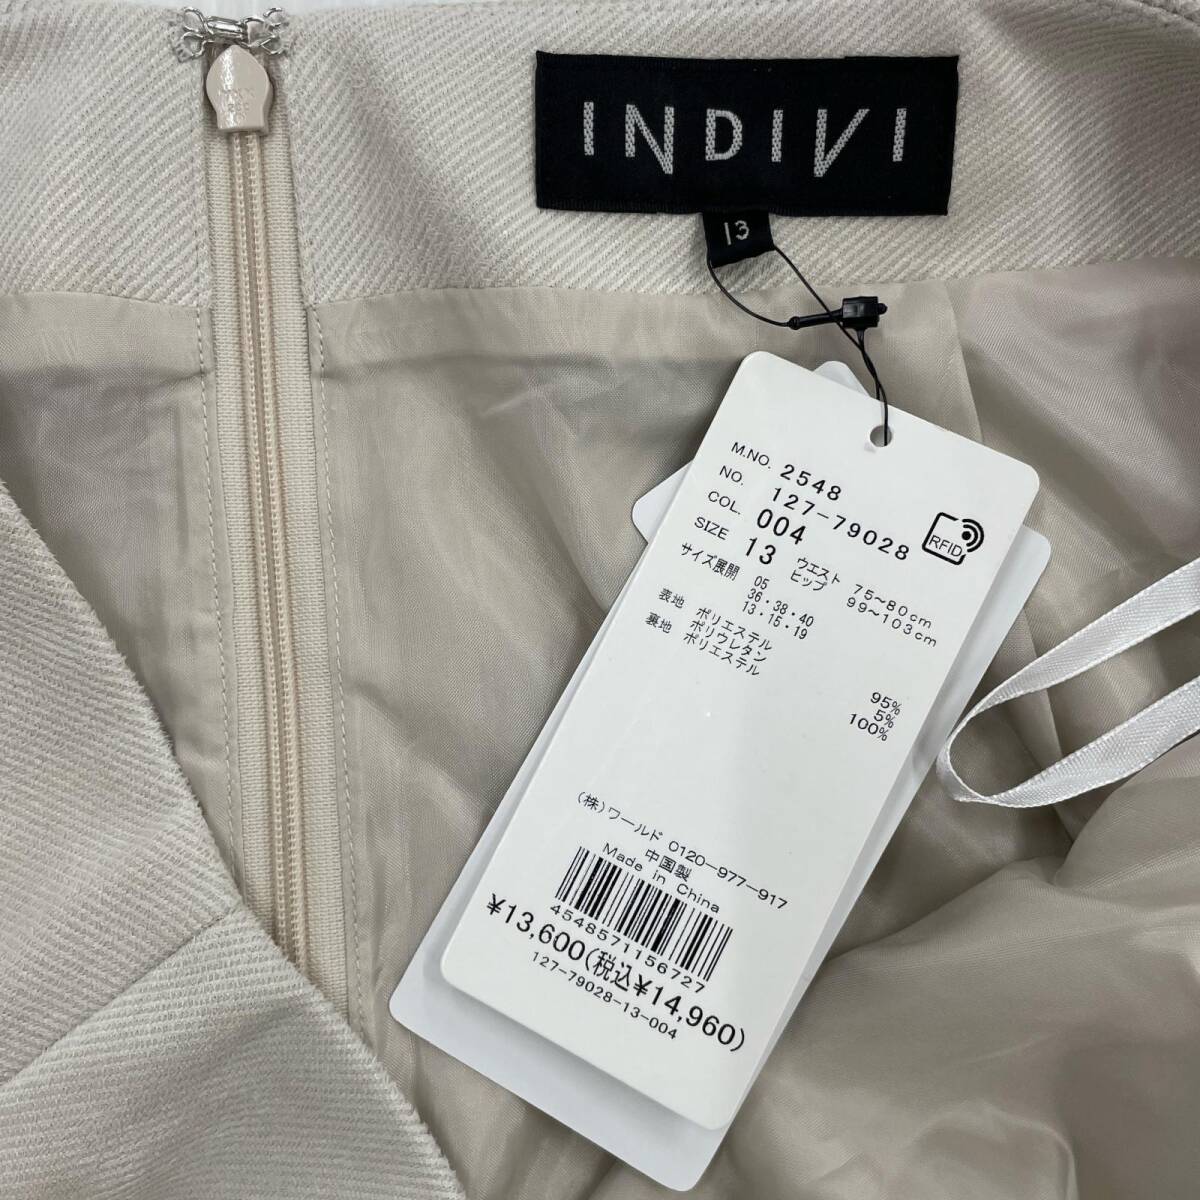 INDIVI
13
M.NO. 2548
NO. 127-79028
COL. 004
SIZE 13 ウエスト 75~80cm
ヒップ 99~103cm
サイズ展開 05
36・38・40
13・15・19
表地 ポリエステル 95%
ポリウレタン 5%
裏地 ポリエステル 100%
RFID
(株)ワールド 0120-977-917
中国製
Made in China
4548571156727
¥13,600(税込¥14,960)
127-79028-13-004